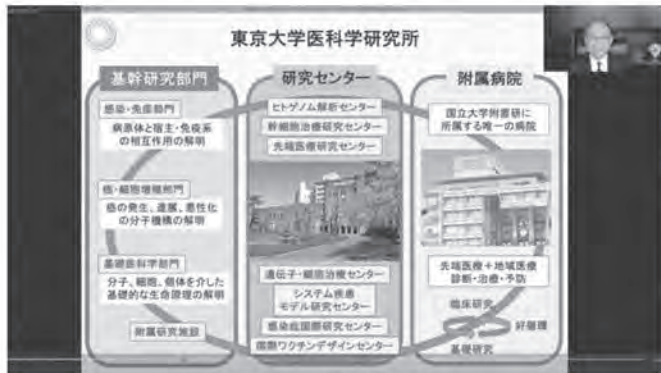 東京大学医科学研究所
基幹研究部門
感染・免疫部門
病原体と宿主・免疫系
の相互作用の解明
癌・細胞増殖部門
癌の発生、進展、悪性化
の分子機構の解明
基礎医科学部門
分子、細胞、個体を介した
基礎的な生命原理の解明
附属研究施設
研究センター
ヒトゲノム解析センター
幹細胞治療研究センター
先端医療研究センター
遺伝子・細胞治療センター
システム疾患
モデル研究センター
感染症国際研究センター
国際ワクチンデザインセンター
附属病院
国立大学附置研に
所属する唯一の病院
先端医療+地域医療
診断・治療・予防
臨床研究
好循環
基礎研究